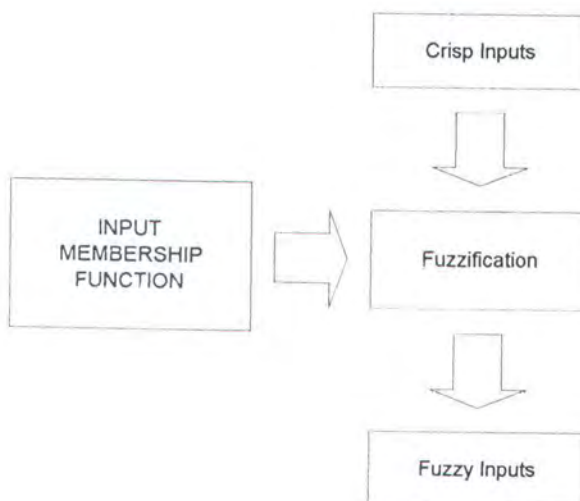 Crisp Inputs
INPUT
MEMBERSHIP
FUNCTION
Fuzzification
Fuzzy Inputs